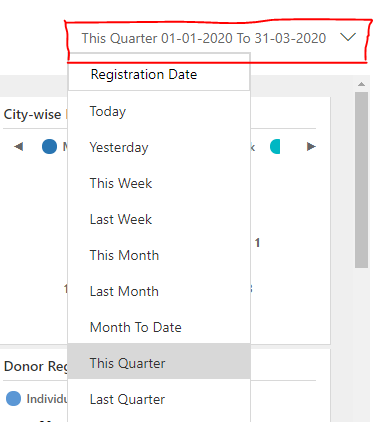 This Quarter 01-01-2020 To 31-03-2020
Registration Date
City-wise
Today
Yesterday
This Week
Last Week
1
This Month
Last Month
Month To Date
This Quarter
Donor Reg
Individu
Last Quarter